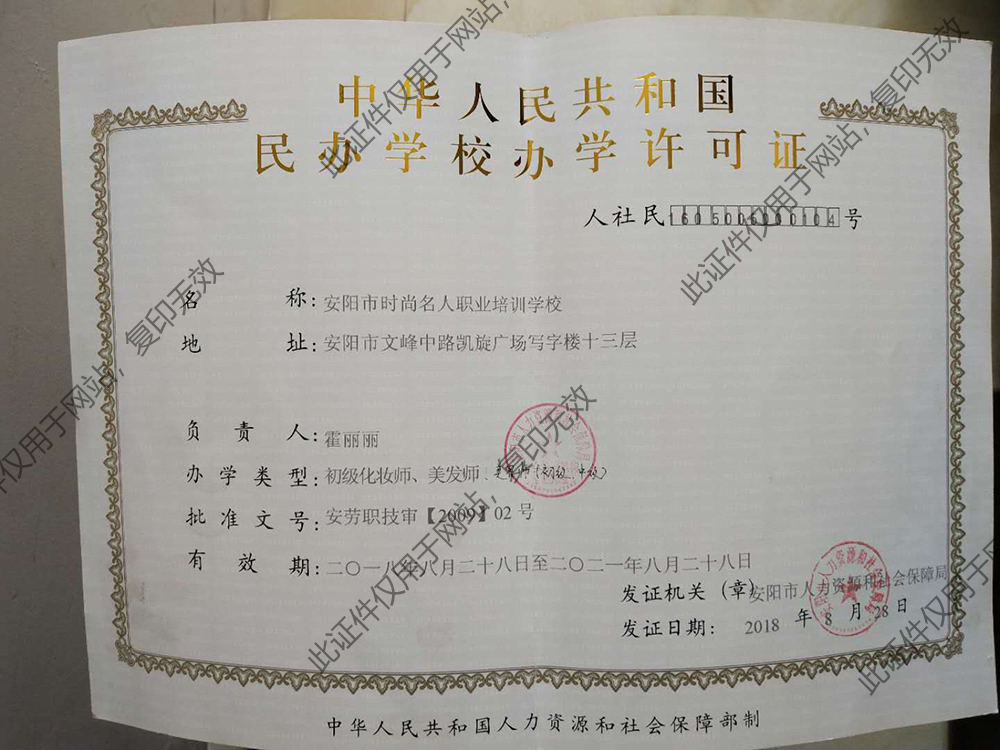 中华人民共和国
民办学校办学许可证
人社民1605006000104号
名称：安阳市时尚名人职业培训学校
地址：安阳市文峰中路凯旋广场写字楼十三层
负责人：霍丽丽
办学类型：初级化妆师、美发师、美容师（初级、中级）
批准文号：安劳职技审【2009】02号
有效期：二〇一八年八月二十八日至二〇二一年八月二十八日
发证机关（章）安阳市人力资源和社会保障局
发证日期：2018年8月28日
中华人民共和国人力资源和社会保障部制
此证件仅用于网站，复印无效